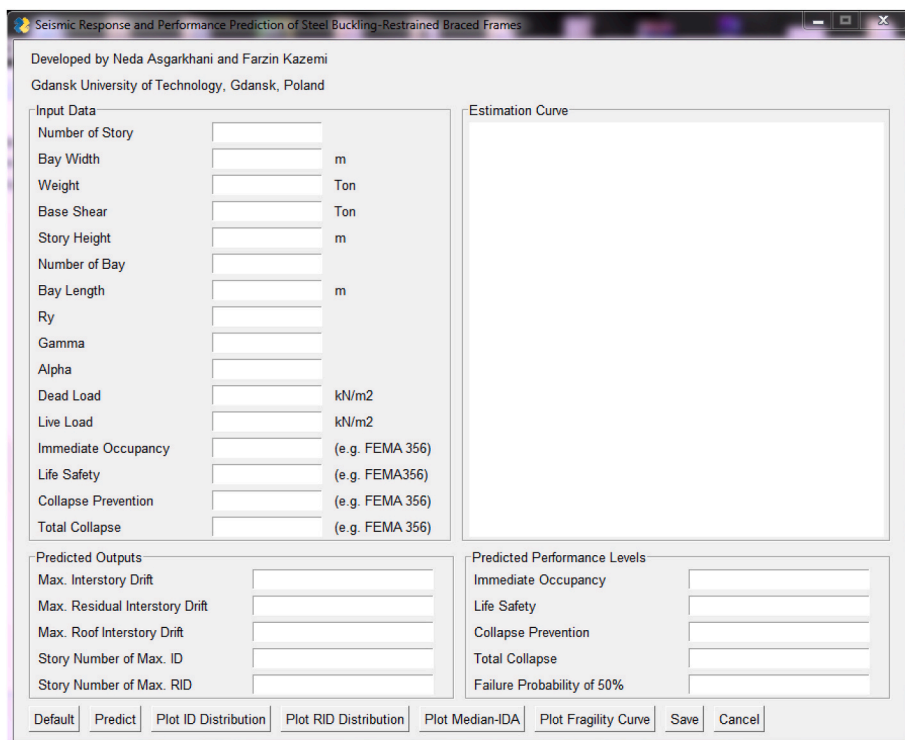 Seismic Response and Performance Prediction of Steel Buckling-Restrained Braced Frames
Developed by Neda Asgarkhani and Farzin Kazemi
Gdansk University of Technology, Gdansk, Poland
Input Data
Number of Story
Bay Width m
Weight Ton
Base Shear Ton
Story Height m
Number of Bay
Bay Length m
Ry
Gamma
Alpha
Dead Load kN/m2
Live Load kN/m2
Immediate Occupancy (e.g. FEMA 356)
Life Safety (e.g. FEMA356)
Collapse Prevention (e.g. FEMA 356)
Total Collapse (e.g. FEMA 356)
Estimation Curve
Predicted Outputs
Max. Interstory Drift
Max. Residual Interstory Drift
Max. Roof Interstory Drift
Story Number of Max. ID
Story Number of Max. RID
Predicted Performance Levels
Immediate Occupancy
Life Safety
Collapse Prevention
Total Collapse
Failure Probability of 50%
Default Predict Plot ID Distribution Plot RID Distribution Plot Median-IDA Plot Fragility Curve Save Cancel